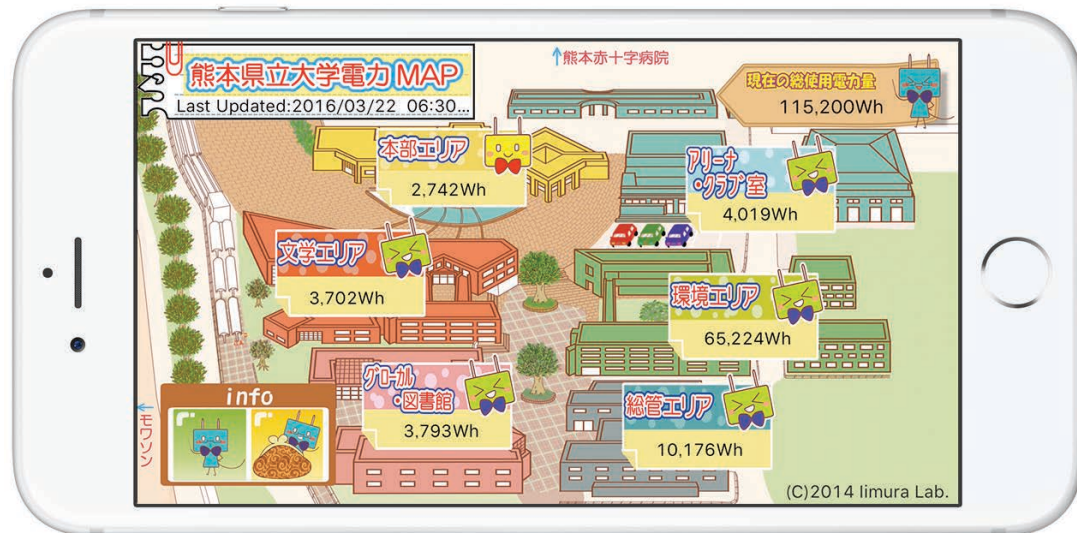 熊本県立大学電力 MAP
Last Updated:2016/03/22 06:30...
↑熊本赤十字病院
現在の総使用電力量
115,200Wh
本部エリア
2,742Wh
アリーナ
・クラブ室
4,019Wh
文学エリア
3,702Wh
環境エリア
65,224Wh
グローカル
・図書館
3,793Wh
総管エリア
10,176Wh
info
←モワソン
(C)2014 Iimura Lab.